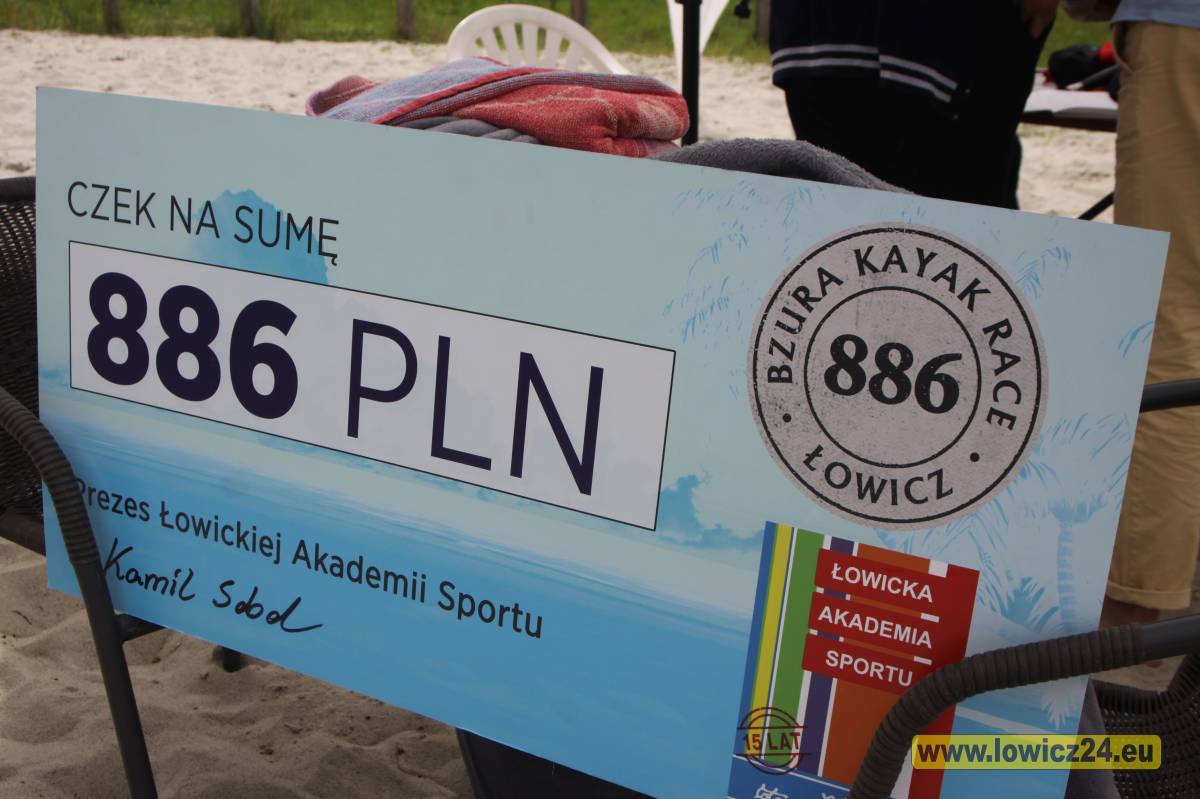 CZEK NA SUMĘ
886 PLN
Prezes Łowickiej Akademii Sportu
Kamil Sobol
BZURA KAYAK RACE
886
• ŁOWICZ •
ŁOWICKA
AKADEMIA
SPORTU
15 LAT
www.lowicz24.eu